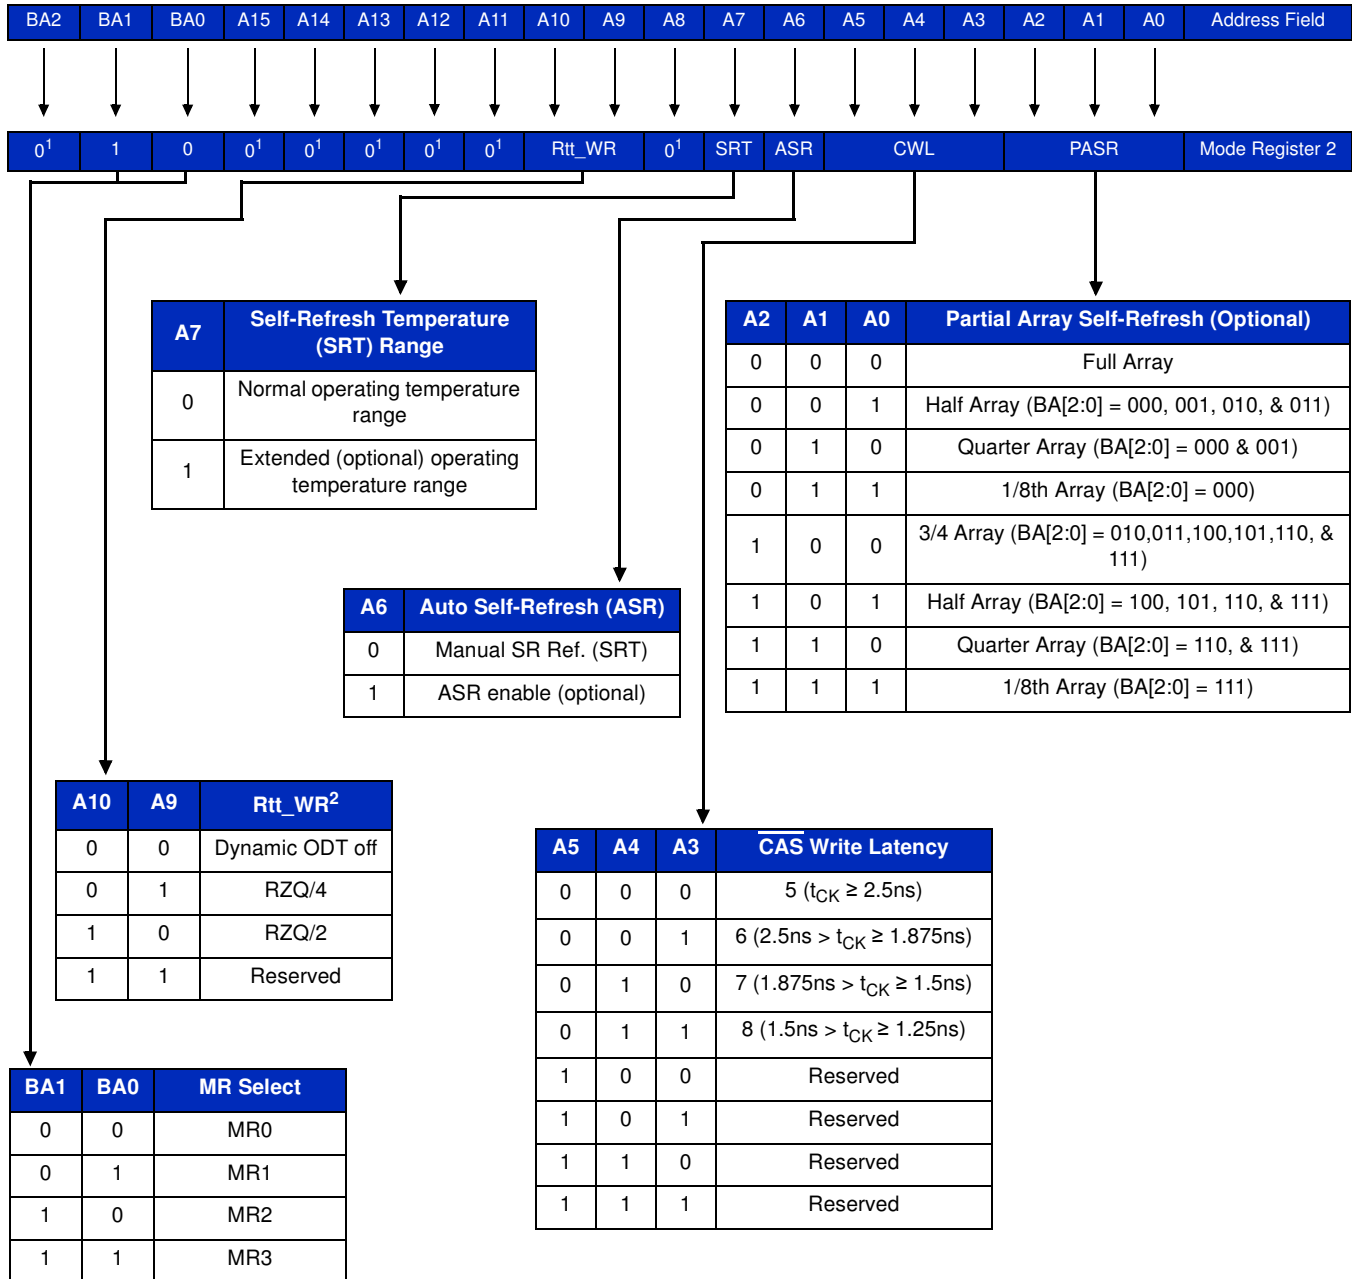 BA2 BA1 BA0 A15 A14 A13 A12 A11 A10 A9 A8 A7 A6 A5 A4 A3 A2 A1 A0 Address Field
0¹ 1 0 0¹ 0¹ 0¹ 0¹ 0¹ Rtt_WR 0¹ SRT ASR CWL PASR Mode Register 2
A7 Self-Refresh Temperature
(SRT) Range
0 Normal operating temperature
range
1 Extended (optional) operating
temperature range
A2 A1 A0 Partial Array Self-Refresh (Optional)
0 0 0 Full Array
0 0 1 Half Array (BA[2:0] = 000, 001, 010, & 011)
0 1 0 Quarter Array (BA[2:0] = 000 & 001)
0 1 1 1/8th Array (BA[2:0] = 000)
1 0 0 3/4 Array (BA[2:0] = 010,011,100,101,110, &
111)
1 0 1 Half Array (BA[2:0] = 100, 101, 110, & 111)
1 1 0 Quarter Array (BA[2:0] = 110, & 111)
1 1 1 1/8th Array (BA[2:0] = 111)
A6 Auto Self-Refresh (ASR)
0 Manual SR Ref. (SRT)
1 ASR enable (optional)
A10 A9 Rtt_WR²
0 0 Dynamic ODT off
0 1 RZQ/4
1 0 RZQ/2
1 1 Reserved
A5 A4 A3 C̅A̅S̅ Write Latency
0 0 0 5 (tCK ≥ 2.5ns)
0 0 1 6 (2.5ns > tCK ≥ 1.875ns)
0 1 0 7 (1.875ns > tCK ≥ 1.5ns)
0 1 1 8 (1.5ns > tCK ≥ 1.25ns)
1 0 0 Reserved
1 0 1 Reserved
1 1 0 Reserved
1 1 1 Reserved
BA1 BA0 MR Select
0 0 MR0
0 1 MR1
1 0 MR2
1 1 MR3